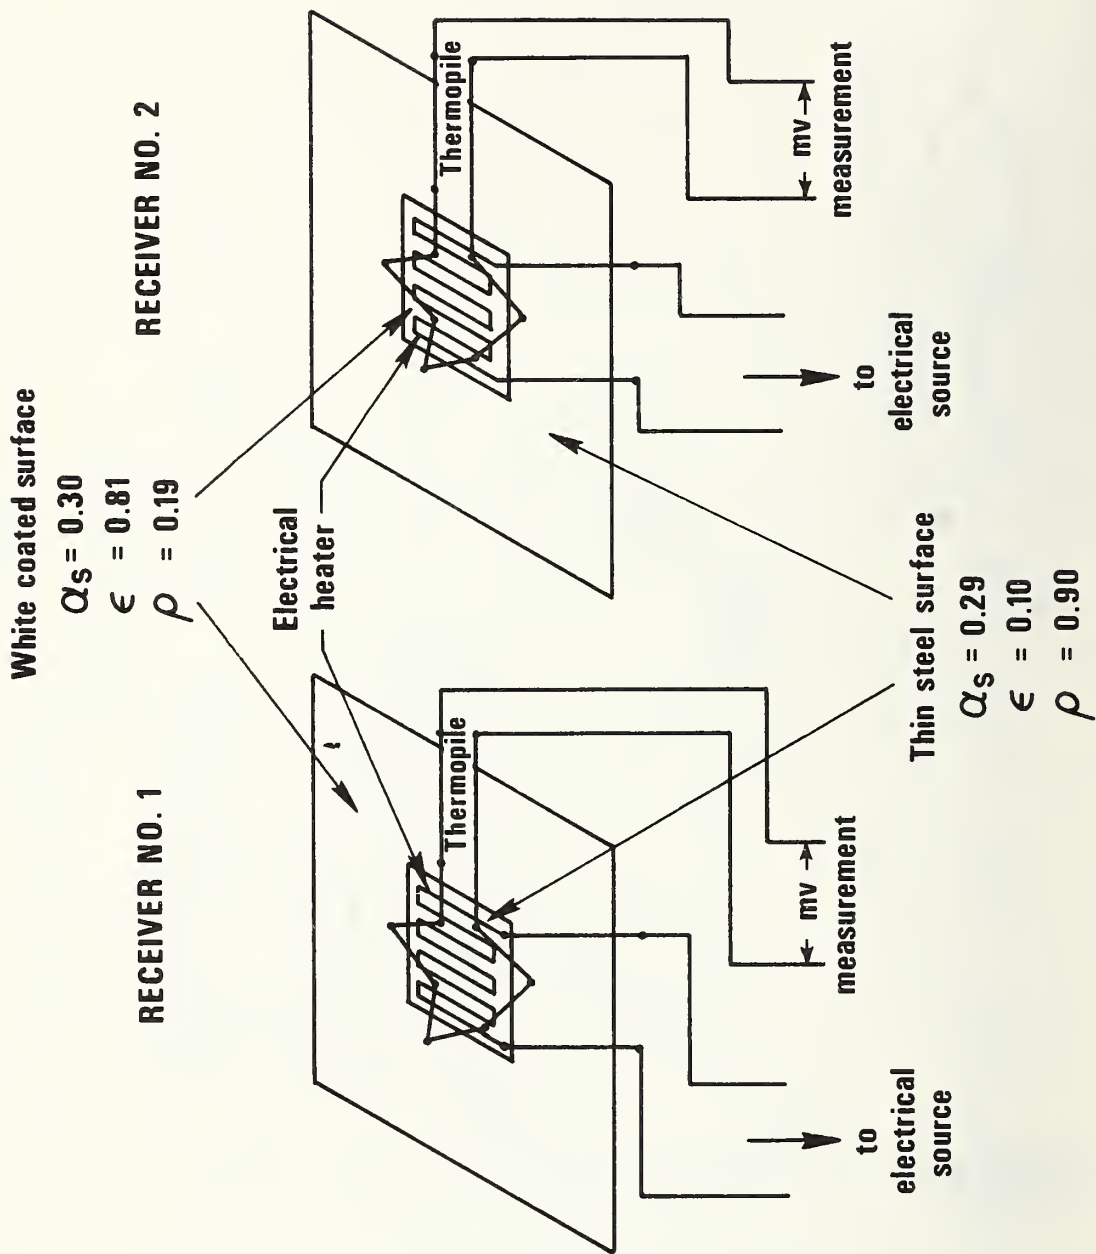 White coated surface
αs = 0.30
ϵ = 0.81
ρ = 0.19
RECEIVER NO. 1
RECEIVER NO. 2
Electrical
heater
Thermopile
Thermopile
mv
measurement
mv
measurement
to
electrical
source
to
electrical
source
Thin steel surface
αs = 0.29
ϵ = 0.10
ρ = 0.90